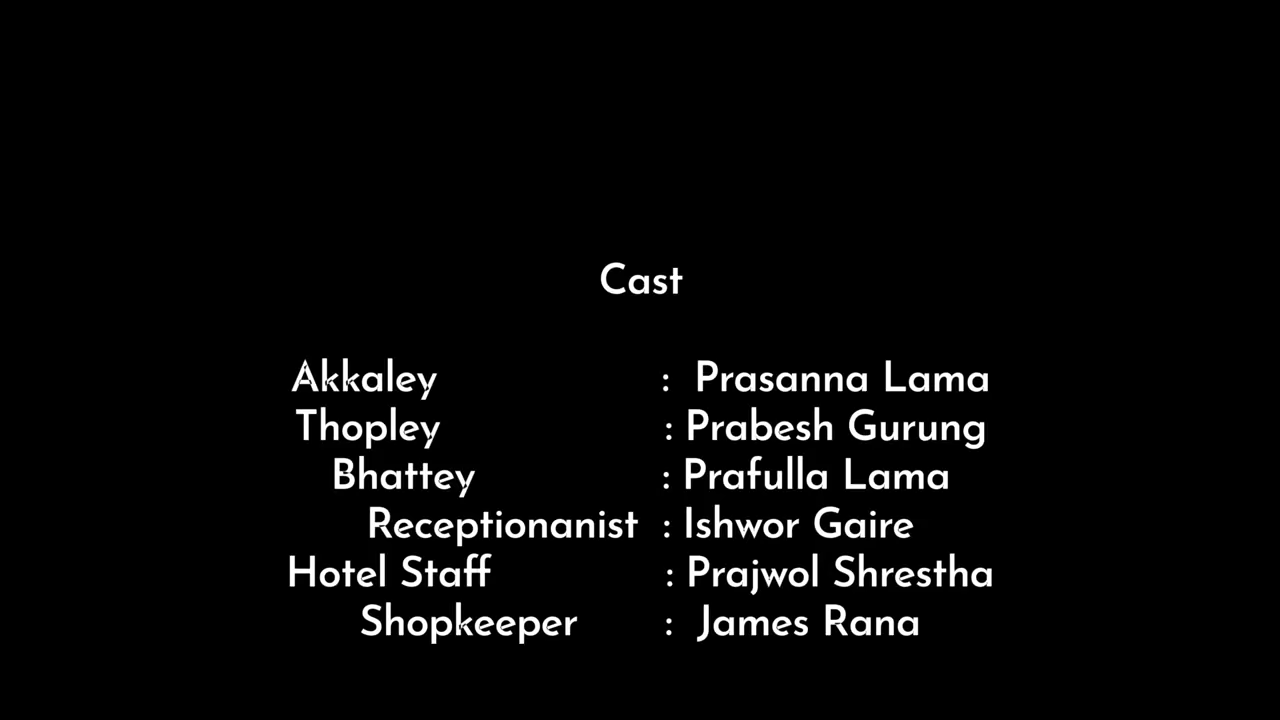 Cast
Akkaley : Prasanna Lama
Thopley : Prabesh Gurung
Bhattey : Prafulla Lama
Receptionanist : Ishwor Gaire
Hotel Staff : Prajwol Shrestha
Shopkeeper : James Rana